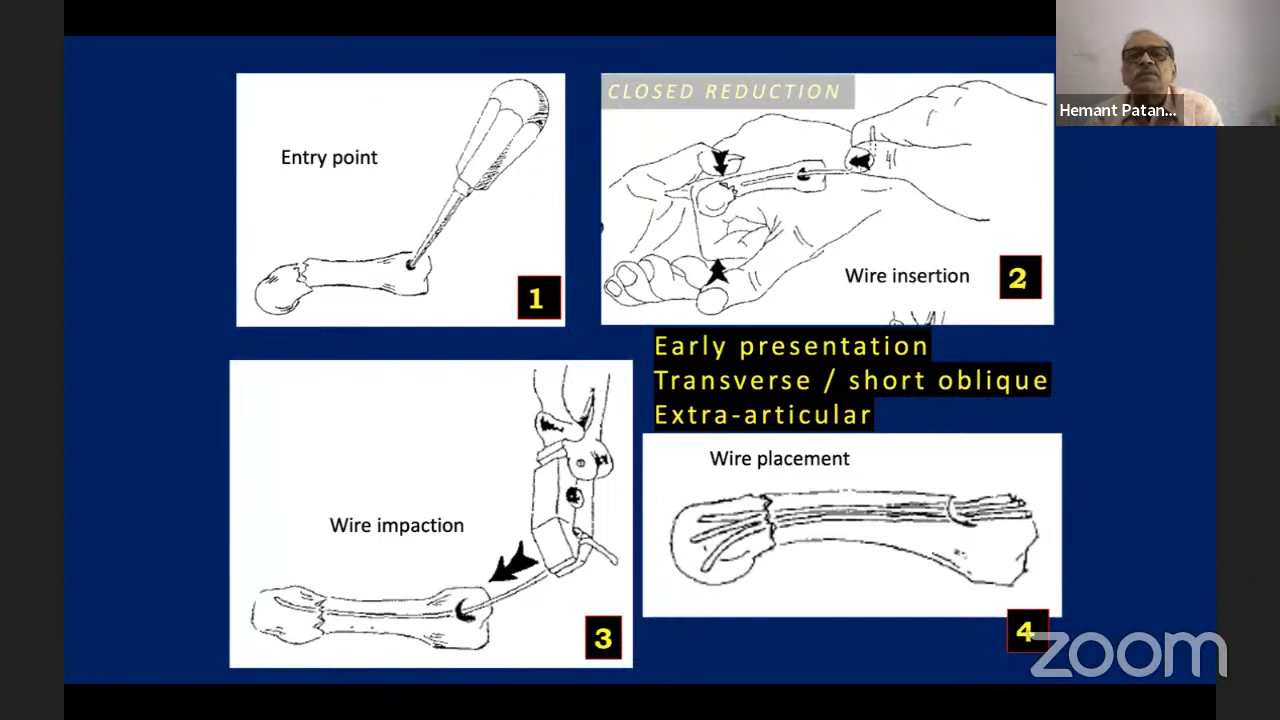 Entry point
1
CLOSED REDUCTION
Wire insertion
2
Hemant Patan...
Early presentation
Transverse / short oblique
Extra-articular
Wire impaction
3
Wire placement
4
zoom